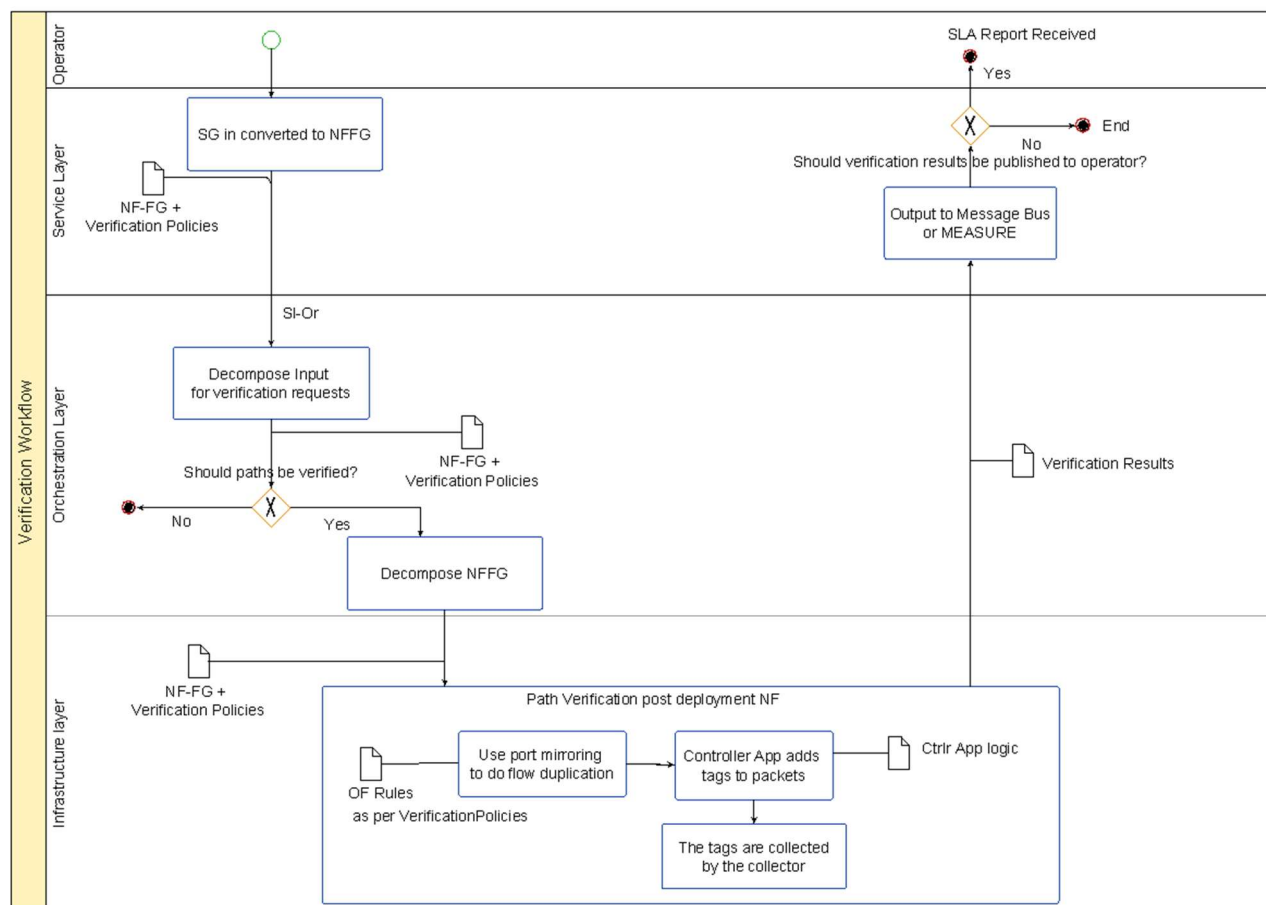 Verification Workflow
Operator
SLA Report Received
Yes
Service Layer
SG in converted to NFFG
End
No
Should verification results be published to operator?
NF-FG +
Verification Policies
Output to Message Bus
or MEASURE
Orchestration Layer
SI-Or
Decompose Input
for verification requests
NF-FG +
Verification Policies
Should paths be verified?
No
Yes
Verification Results
Decompose NFFG
Infrastructure layer
NF-FG +
Verification Policies
Path Verification post deployment NF
Use port mirroring
to do flow duplication
Controller App adds
tags to packets
Ctrlr App logic
OF Rules
as per VerificationPolicies
The tags are collected
by the collector
X
X